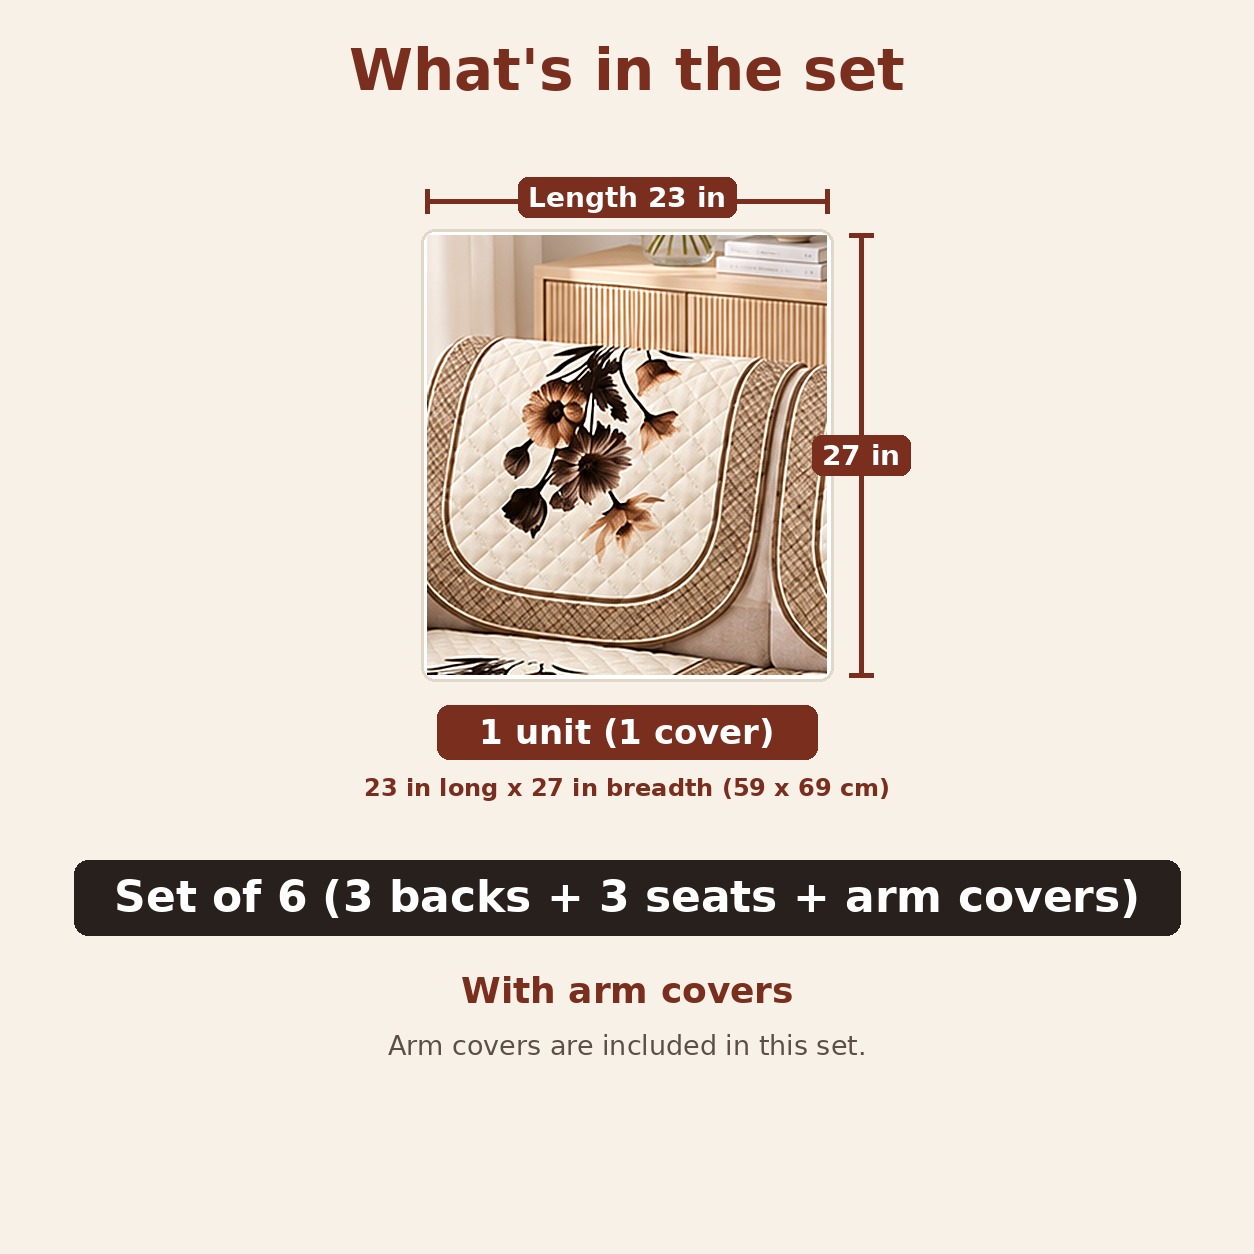 What's in the set
Length 23 in
27 in
1 unit (1 cover)
23 in long x 27 in breadth (59 x 69 cm)
Set of 6 (3 backs + 3 seats + arm covers)
With arm covers
Arm covers are included in this set.